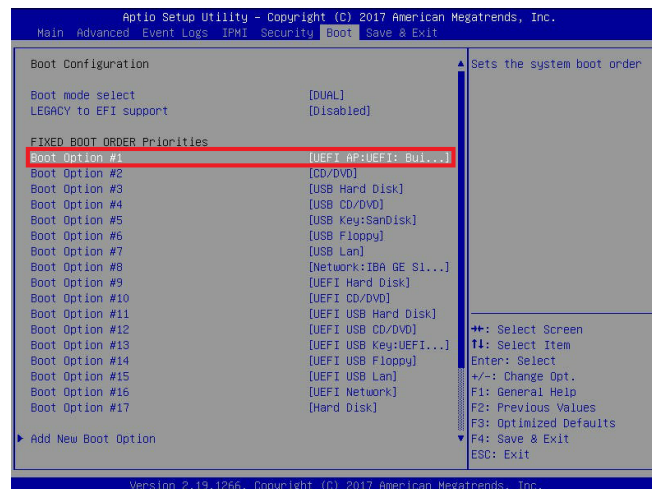 Aptio Setup Utility – Copyright (C) 2017 American Megatrends, Inc.
Main Advanced Event Logs IPMI Security Boot Save & Exit
Boot Configuration
Sets the system boot order
Boot mode select [DUAL]
LEGACY to EFI support [Disabled]
FIXED BOOT ORDER Priorities
Boot Option #1 [UEFI AP:UEFI: Bui...]
Boot Option #2 [CD/DVD]
Boot Option #3 [USB Hard Disk]
Boot Option #4 [USB CD/DVD]
Boot Option #5 [USB Key:SanDisk]
Boot Option #6 [USB Floppy]
Boot Option #7 [USB Lan]
Boot Option #8 [Network:IBA GE Sl...]
Boot Option #9 [UEFI Hard Disk]
Boot Option #10 [UEFI CD/DVD]
Boot Option #11 [UEFI USB Hard Disk]
Boot Option #12 [UEFI USB CD/DVD]
Boot Option #13 [UEFI USB Key:UEFI...]
Boot Option #14 [UEFI USB Floppy]
Boot Option #15 [UEFI USB Lan]
Boot Option #16 [UEFI Network]
Boot Option #17 [Hard Disk]
Add New Boot Option
→←: Select Screen
↑↓: Select Item
Enter: Select
+/-: Change Opt.
F1: General Help
F2: Previous Values
F3: Optimized Defaults
F4: Save & Exit
ESC: Exit
Version 2.19.1266. Copyright (C) 2017 American Megatrends, Inc.